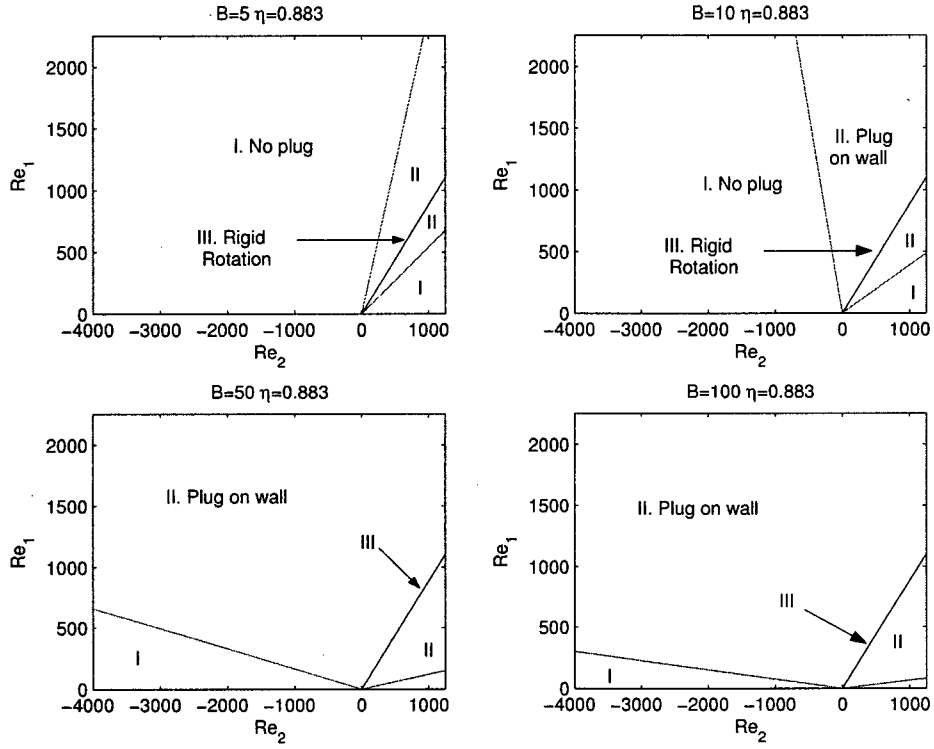 B=5 η=0.883
2000
1500
1000
500
0
Re₁
I. No plug
II
II
III. Rigid
Rotation
I
−4000 −3000 −2000 −1000 0 1000
Re₂
B=10 η=0.883
2000
1500
1000
500
0
Re₁
II. Plug
on wall
I. No plug
III. Rigid
Rotation
II
I
−4000 −3000 −2000 −1000 0 1000
Re₂
B=50 η=0.883
2000
1500
1000
500
0
Re₁
II. Plug on wall
III
II
I
−4000 −3000 −2000 −1000 0 1000
Re₂
B=100 η=0.883
2000
1500
1000
500
0
Re₁
II. Plug on wall
III
II
I
−4000 −3000 −2000 −1000 0 1000
Re₂